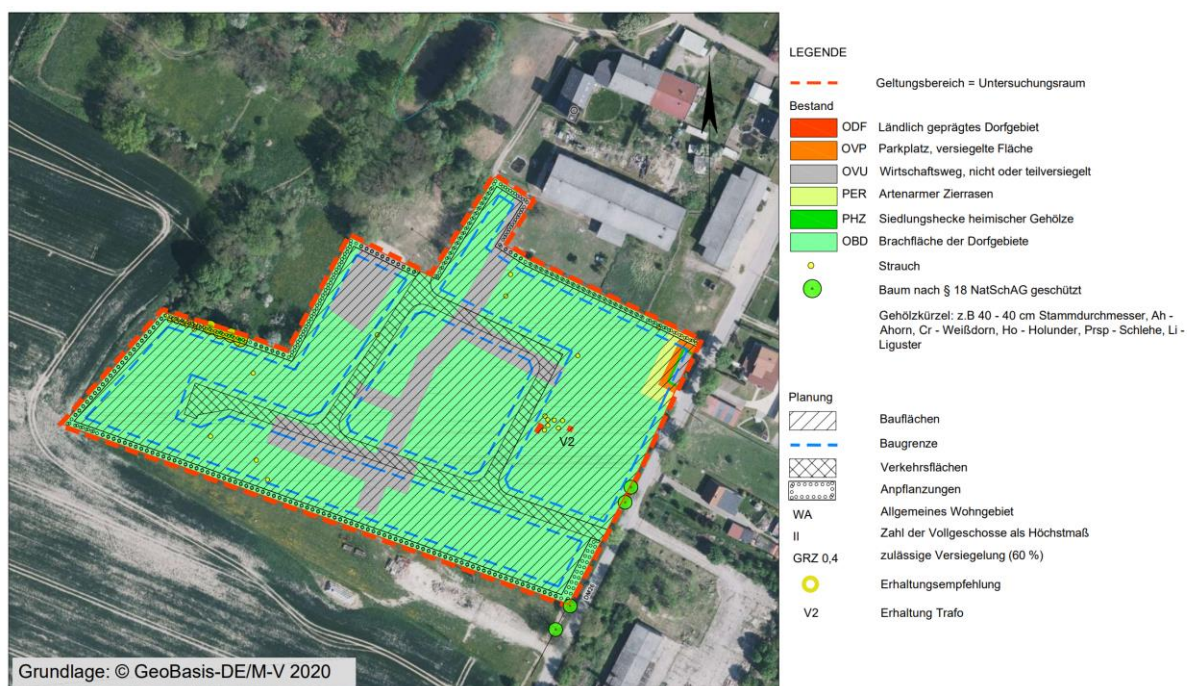 LEGENDE
Geltungsbereich = Untersuchungsraum
Bestand
ODF Ländlich geprägtes Dorfgebiet
OVP Parkplatz, versiegelte Fläche
OVU Wirtschaftsweg, nicht oder teilversiegelt
PER Artenarmer Zierrasen
PHZ Siedlungshecke heimischer Gehölze
OBD Brachfläche der Dorfgebiete
Strauch
Baum nach § 18 NatSchAG geschützt
Gehölzkürzel: z.B 40 - 40 cm Stammdurchmesser, Ah -
Ahorn, Cr - Weißdorn, Ho - Holunder, Prsp - Schlehe, Li -
Liguster
Planung
Bauflächen
Baugrenze
Verkehrsflächen
Anpflanzungen
WA Allgemeines Wohngebiet
II Zahl der Vollgeschosse als Höchstmaß
GRZ 0,4 zulässige Versiegelung (60 %)
Erhaltungsempfehlung
V2 Erhaltung Trafo
V2
Grundlage: © GeoBasis-DE/M-V 2020